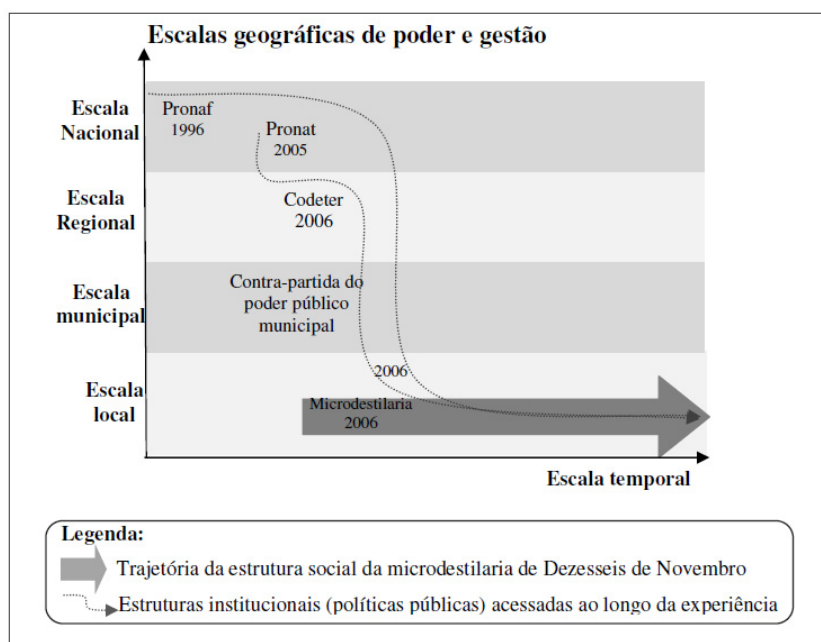 Escalas geográficas de poder e gestão
Escala
Nacional
Pronaf
1996
Pronat
2005
Escala
Regional
Codeter
2006
Escala
municipal
Contra-partida do
poder público
municipal
Escala
local
2006
Microdestilaria
2006
Escala temporal
Legenda:
Trajetória da estrutura social da microdestilaria de Dezesseis de Novembro
Estruturas institucionais (políticas públicas) acessadas ao longo da experiência